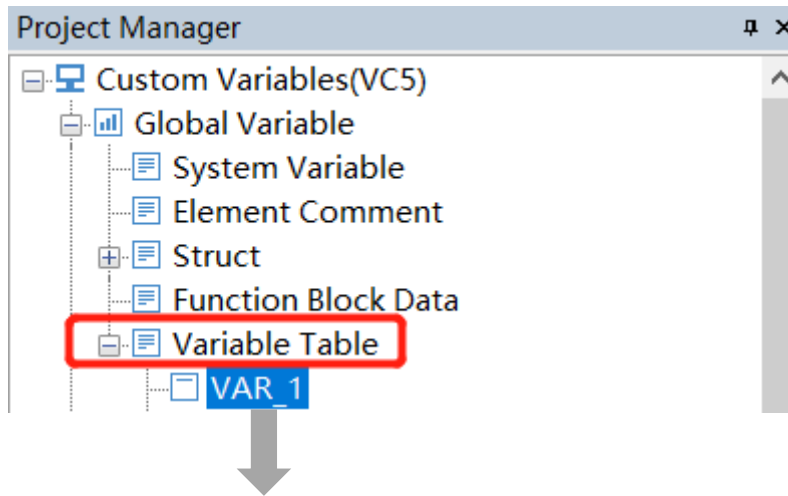 Project Manager
Custom Variables(VC5)
Global Variable
System Variable
Element Comment
Struct
Function Block Data
Variable Table
VAR_1